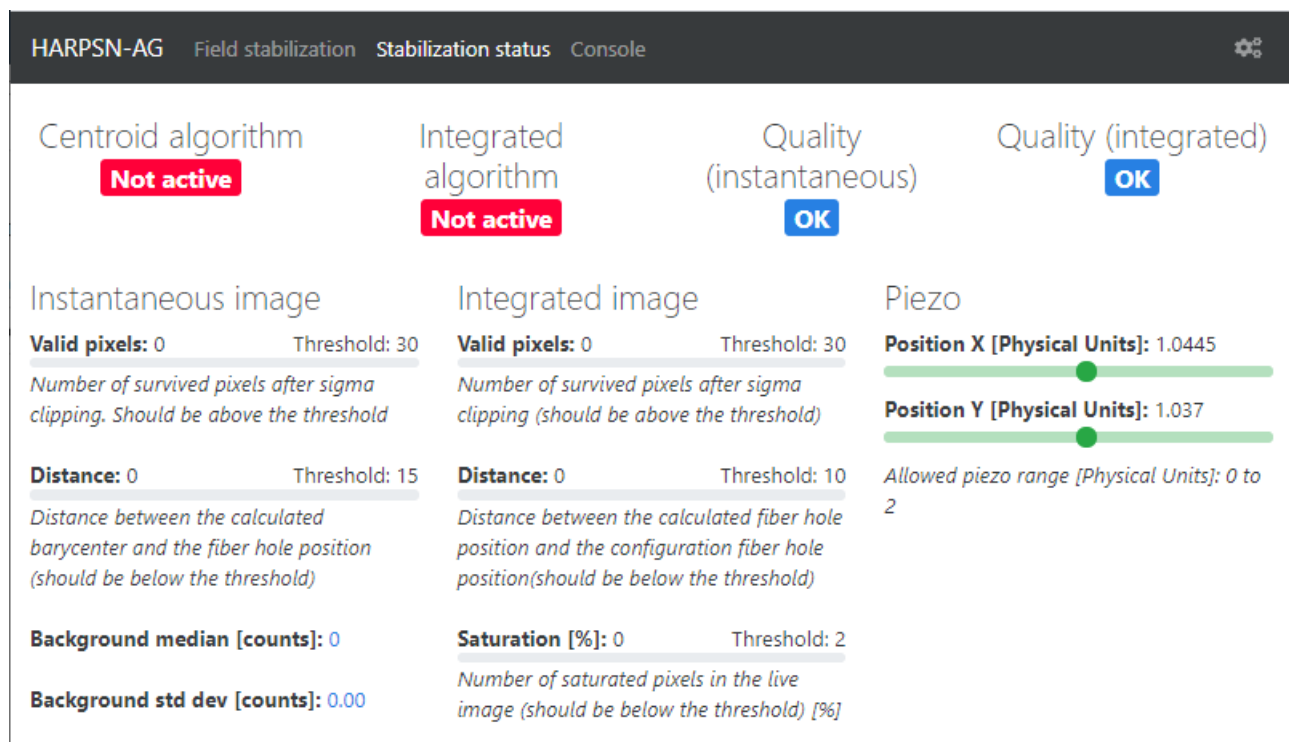 HARPSN-AG Field stabilization Stabilization status Console
Centroid algorithm
Not active
Integrated
algorithm
Not active
Quality
(instantaneous)
OK
Quality (integrated)
OK
Instantaneous image
Valid pixels: 0 Threshold: 30
Number of survived pixels after sigma
clipping. Should be above the threshold
Distance: 0 Threshold: 15
Distance between the calculated
barycenter and the fiber hole position
(should be below the threshold)
Background median [counts]: 0
Background std dev [counts]: 0.00
Integrated image
Valid pixels: 0 Threshold: 30
Number of survived pixels after sigma
clipping (should be above the threshold)
Distance: 0 Threshold: 10
Distance between the calculated fiber hole
position and the configuration fiber hole
position(should be below the threshold)
Saturation [%]: 0 Threshold: 2
Number of saturated pixels in the live
image (should be below the threshold) [%]
Piezo
Position X [Physical Units]: 1.0445
Position Y [Physical Units]: 1.037
Allowed piezo range [Physical Units]: 0 to
2